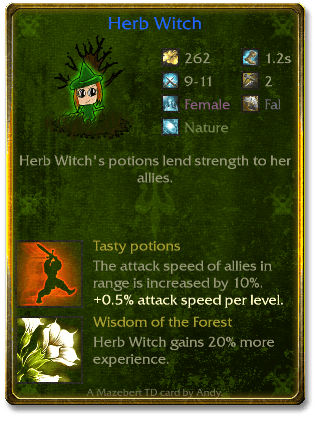 Herb Witch
262 1.2s
9-11 2
Female Fal
Nature
Herb Witch's potions lend strength to her
allies.
Tasty potions
The attack speed of allies in
range is increased by 10%.
+0.5% attack speed per level.
Wisdom of the Forest
Herb Witch gains 20% more
experience.
A Mazebert TD card by Andy.